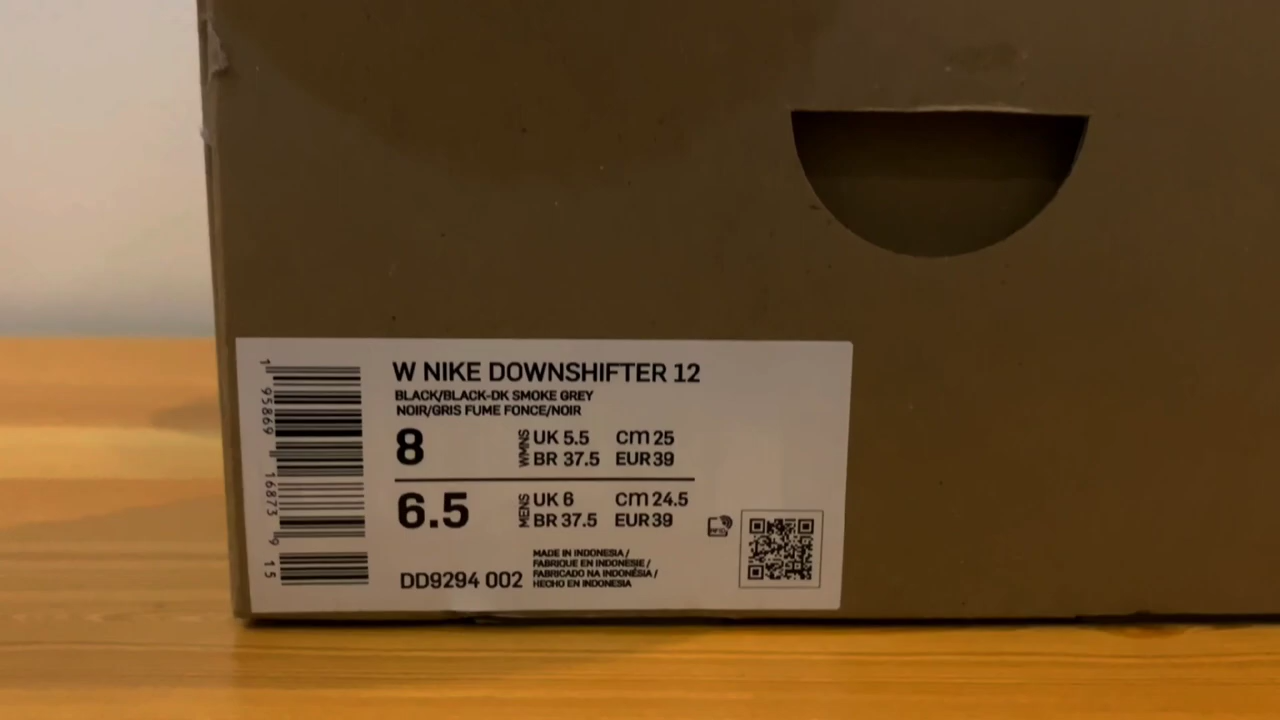 W NIKE DOWNSHIFTER 12
BLACK/BLACK-DK SMOKE GREY
NOIR/GRIS FUME FONCE/NOIR
8 WMNS UK 5.5 cm 25
BR 37.5 EUR 39
6.5 MENS UK 6 cm 24.5
BR 37.5 EUR 39
DD9294 002
MADE IN INDONESIA /
FABRIQUE EN INDONESIE /
FABRICADO NA INDONÉSIA /
HECHO EN INDONESIA
1 95869 16873 9 15